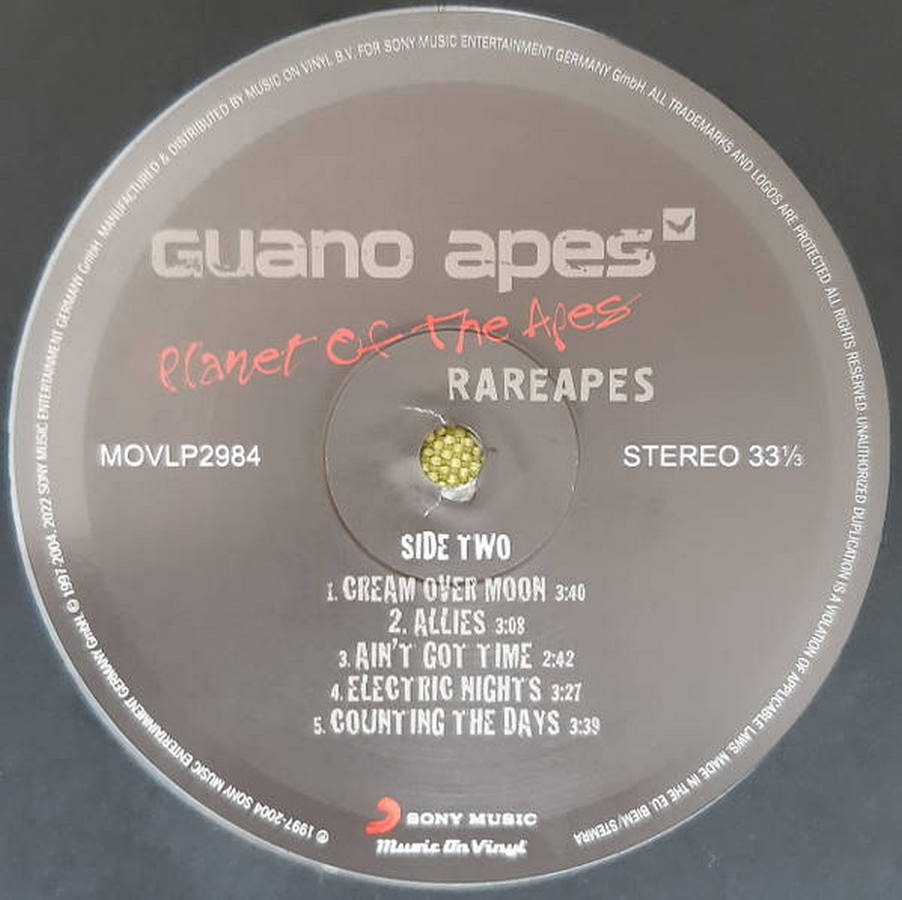 GUANO APES
Planet Of The Apes
RAREAPES
MOVLP2984
STEREO 33⅓
SIDE TWO
1. CREAM OVER MOON 3:40
2. ALLIES 3:08
3. AIN'T GOT TIME 2:42
4. ELECTRIC NIGHTS 3:27
5. COUNTING THE DAYS 3:39
SONY MUSIC
Music On Vinyl
℗ 1997-2004 SONY MUSIC ENTERTAINMENT GERMANY GmbH. © 1997-2004, 2022 SONY MUSIC ENTERTAINMENT GERMANY GmbH. MANUFACTURED & DISTRIBUTED BY MUSIC ON VINYL B.V. FOR SONY MUSIC ENTERTAINMENT GERMANY GmbH. ALL TRADEMARKS AND LOGOS ARE PROTECTED. ALL RIGHTS RESERVED. UNAUTHORIZED DUPLICATION IS A VIOLATION OF APPLICABLE LAWS. MADE IN THE EU. BIEM/STEMRA